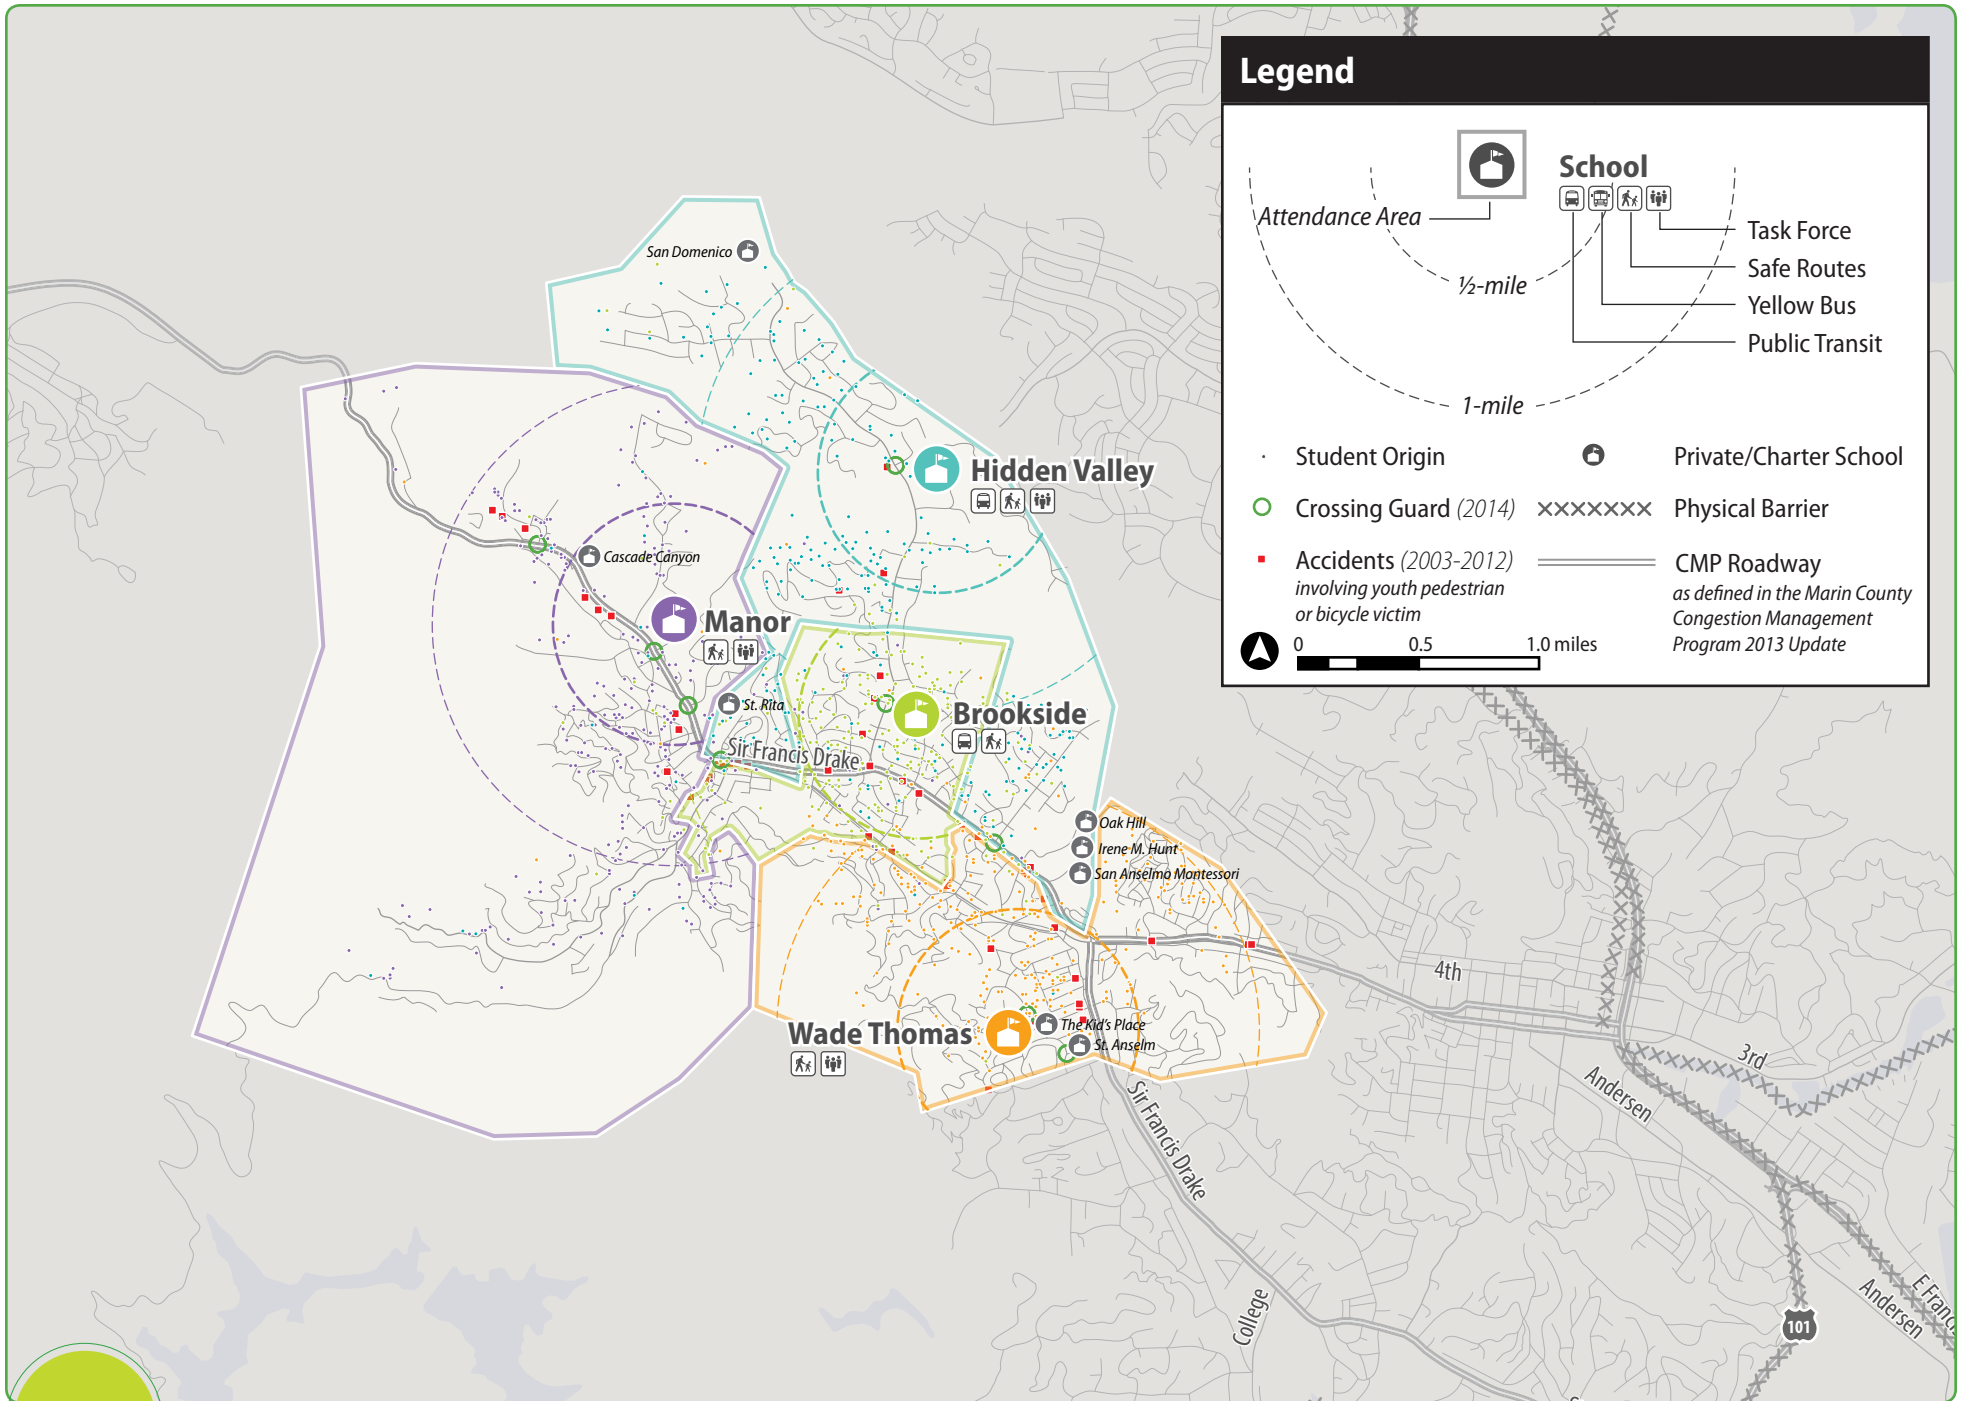 Legend
School
Attendance Area
Task Force
Safe Routes
½-mile
Yellow Bus
Public Transit
1-mile
Student Origin
Private/Charter School
Crossing Guard (2014)
Physical Barrier
Accidents (2003-2012)
involving youth pedestrian
or bicycle victim
CMP Roadway
as defined in the Marin County
Congestion Management
Program 2013 Update
0 0.5 1.0 miles
San Domenico
Hidden Valley
Cascade Canyon
Manor
St. Rita
Brookside
Sir Francis Drake
Oak Hill
Irene M. Hunt
San Anselmo Montessori
4th
Wade Thomas
The Kid's Place
St. Anselm
3rd
Andersen
Sir Francis Drake
College
101
Andersen
E Franc